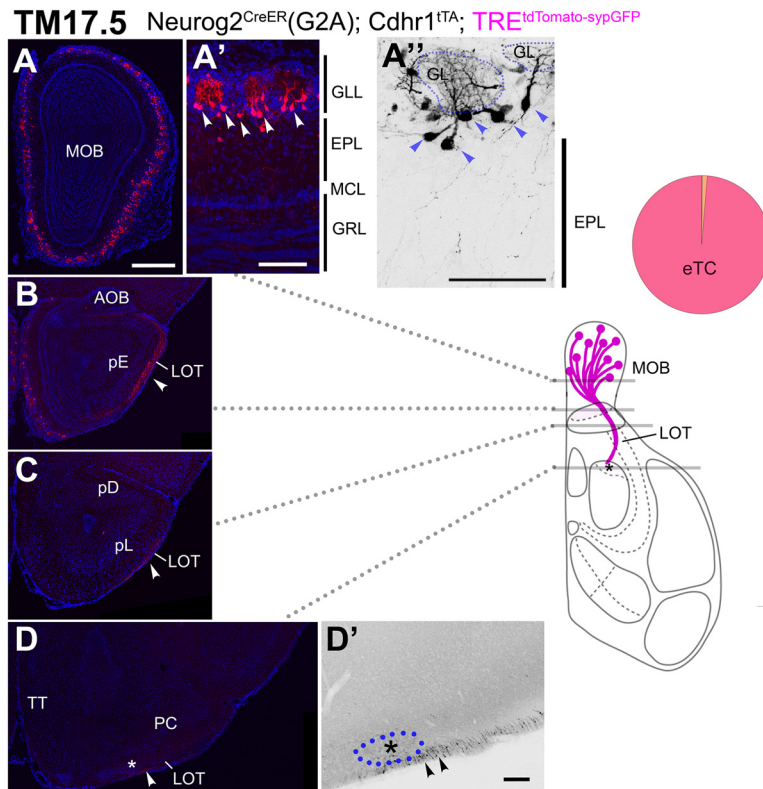 TM17.5 Neurog2CreER(G2A); Cdhr1tTA; TREtdTomato-sypGFP
A
MOB
A'
GLL
EPL
MCL
GRL
A''
GL
GL
EPL
eTC
B
AOB
pE
LOT
MOB
LOT
*
C
pD
pL
LOT
D
TT
PC
*
LOT
D'
*